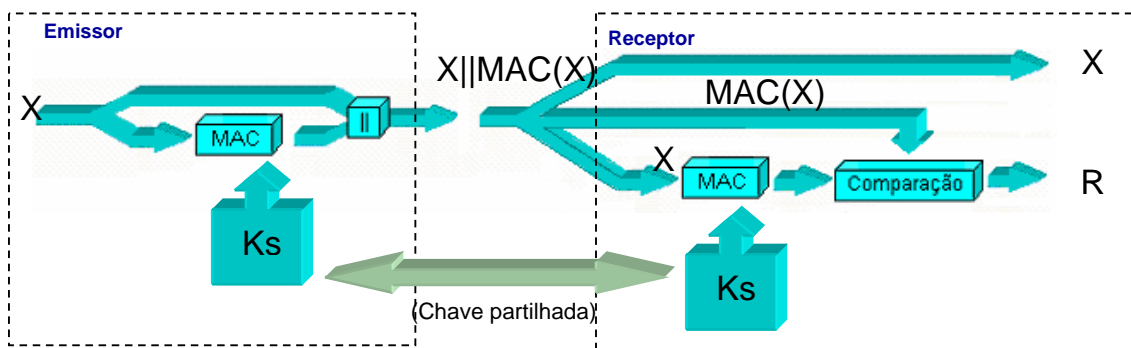 Emissor
Receptor
X||MAC(X)
X
MAC(X)
X
||
MAC
X
MAC
Comparação
R
Ks
Ks
(Chave partilhada)